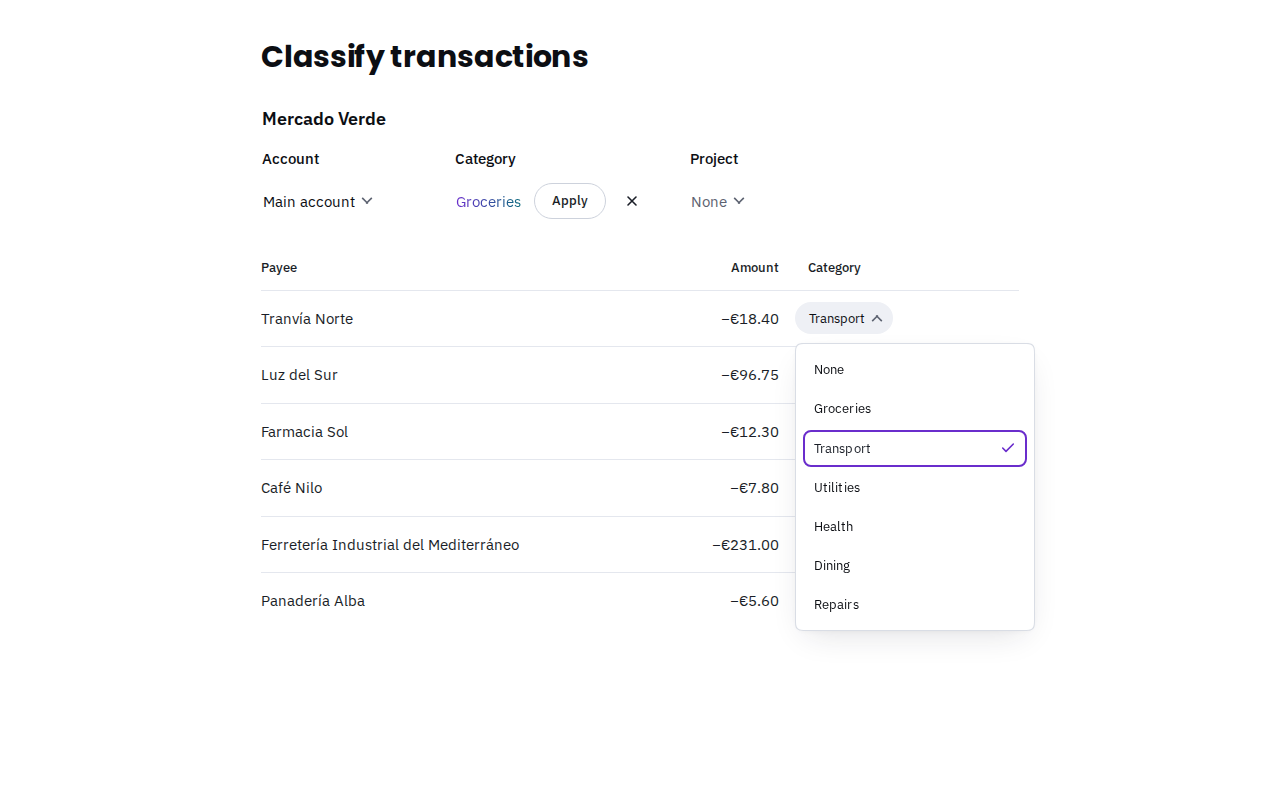 Classify transactions
Mercado Verde
Account Category Project
Main account Groceries Apply None
Payee Amount Category
Tranvía Norte −€18.40 Transport
Luz del Sur −€96.75
Farmacia Sol −€12.30
Café Nilo −€7.80
Ferretería Industrial del Mediterráneo −€231.00
Panadería Alba −€5.60
None
Groceries
Transport
Utilities
Health
Dining
Repairs